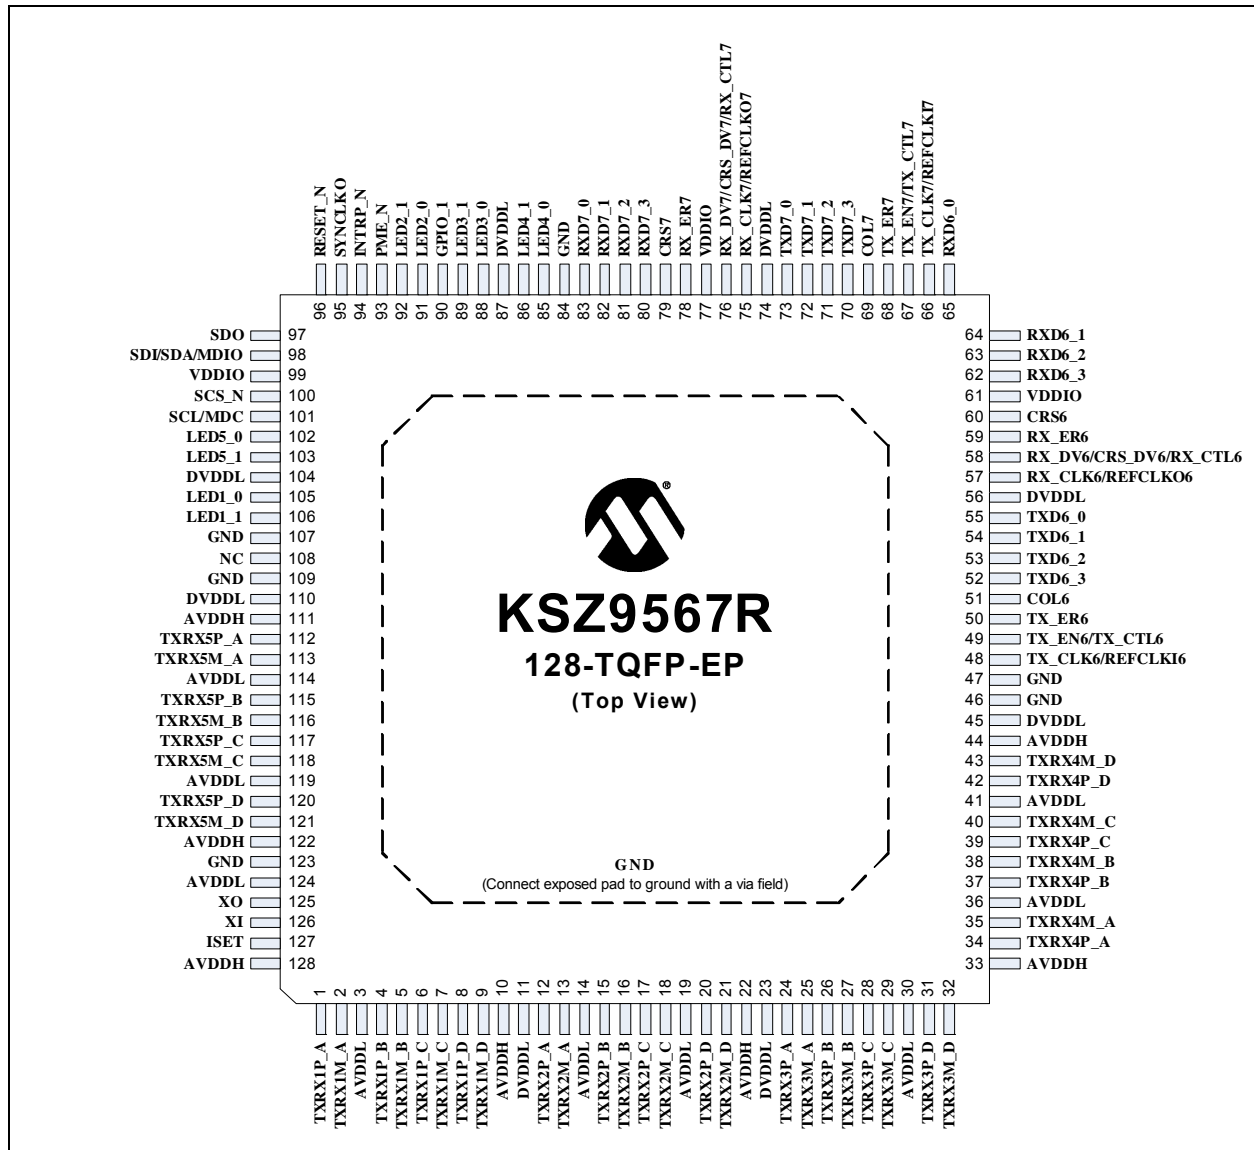 RESET_N
SYNCLKO
INTRP_N
PME_N
LED2_1
LED2_0
GPIO_1
LED3_1
LED3_0
DVDDL
LED4_1
LED4_0
GND
RXD7_0
RXD7_1
RXD7_2
RXD7_3
CRS7
RX_ER7
VDDIO
RX_DV7/CRS_DV7/RX_CTL7
RX_CLK7/REFCLKO7
DVDDL
TXD7_0
TXD7_1
TXD7_2
TXD7_3
COL7
TX_ER7
TX_EN7/TX_CTL7
TX_CLK7/REFCLKI7
RXD6_0
96
95
94
93
92
91
90
89
88
87
86
85
84
83
82
81
80
79
78
77
76
75
74
73
72
71
70
69
68
67
66
65
SDO 97
SDI/SDA/MDIO 98
VDDIO 99
SCS_N 100
SCL/MDC 101
LED5_0 102
LED5_1 103
DVDDL 104
LED1_0 105
LED1_1 106
GND 107
NC 108
GND 109
DVDDL 110
AVDDH 111
TXRX5P_A 112
TXRX5M_A 113
AVDDL 114
TXRX5P_B 115
TXRX5M_B 116
TXRX5P_C 117
TXRX5M_C 118
AVDDL 119
TXRX5P_D 120
TXRX5M_D 121
AVDDH 122
GND 123
AVDDL 124
XO 125
XI 126
ISET 127
AVDDH 128
®
KSZ9567R
128-TQFP-EP
(Top View)
GND
(Connect exposed pad to ground with a via field)
64 RXD6_1
63 RXD6_2
62 RXD6_3
61 VDDIO
60 CRS6
59 RX_ER6
58 RX_DV6/CRS_DV6/RX_CTL6
57 RX_CLK6/REFCLKO6
56 DVDDL
55 TXD6_0
54 TXD6_1
53 TXD6_2
52 TXD6_3
51 COL6
50 TX_ER6
49 TX_EN6/TX_CTL6
48 TX_CLK6/REFCLKI6
47 GND
46 GND
45 DVDDL
44 AVDDH
43 TXRX4M_D
42 TXRX4P_D
41 AVDDL
40 TXRX4M_C
39 TXRX4P_C
38 TXRX4M_B
37 TXRX4P_B
36 AVDDL
35 TXRX4M_A
34 TXRX4P_A
33 AVDDH
1
2
3
4
5
6
7
8
9
10
11
12
13
14
15
16
17
18
19
20
21
22
23
24
25
26
27
28
29
30
31
32
TXRX1P_A
TXRX1M_A
AVDDL
TXRX1P_B
TXRX1M_B
TXRX1P_C
TXRX1M_C
TXRX1P_D
TXRX1M_D
AVDDH
DVDDL
TXRX2P_A
TXRX2M_A
AVDDL
TXRX2P_B
TXRX2M_B
TXRX2P_C
TXRX2M_C
AVDDL
TXRX2P_D
TXRX2M_D
AVDDH
DVDDL
TXRX3P_A
TXRX3M_A
TXRX3P_B
TXRX3M_B
TXRX3P_C
TXRX3M_C
AVDDL
TXRX3P_D
TXRX3M_D